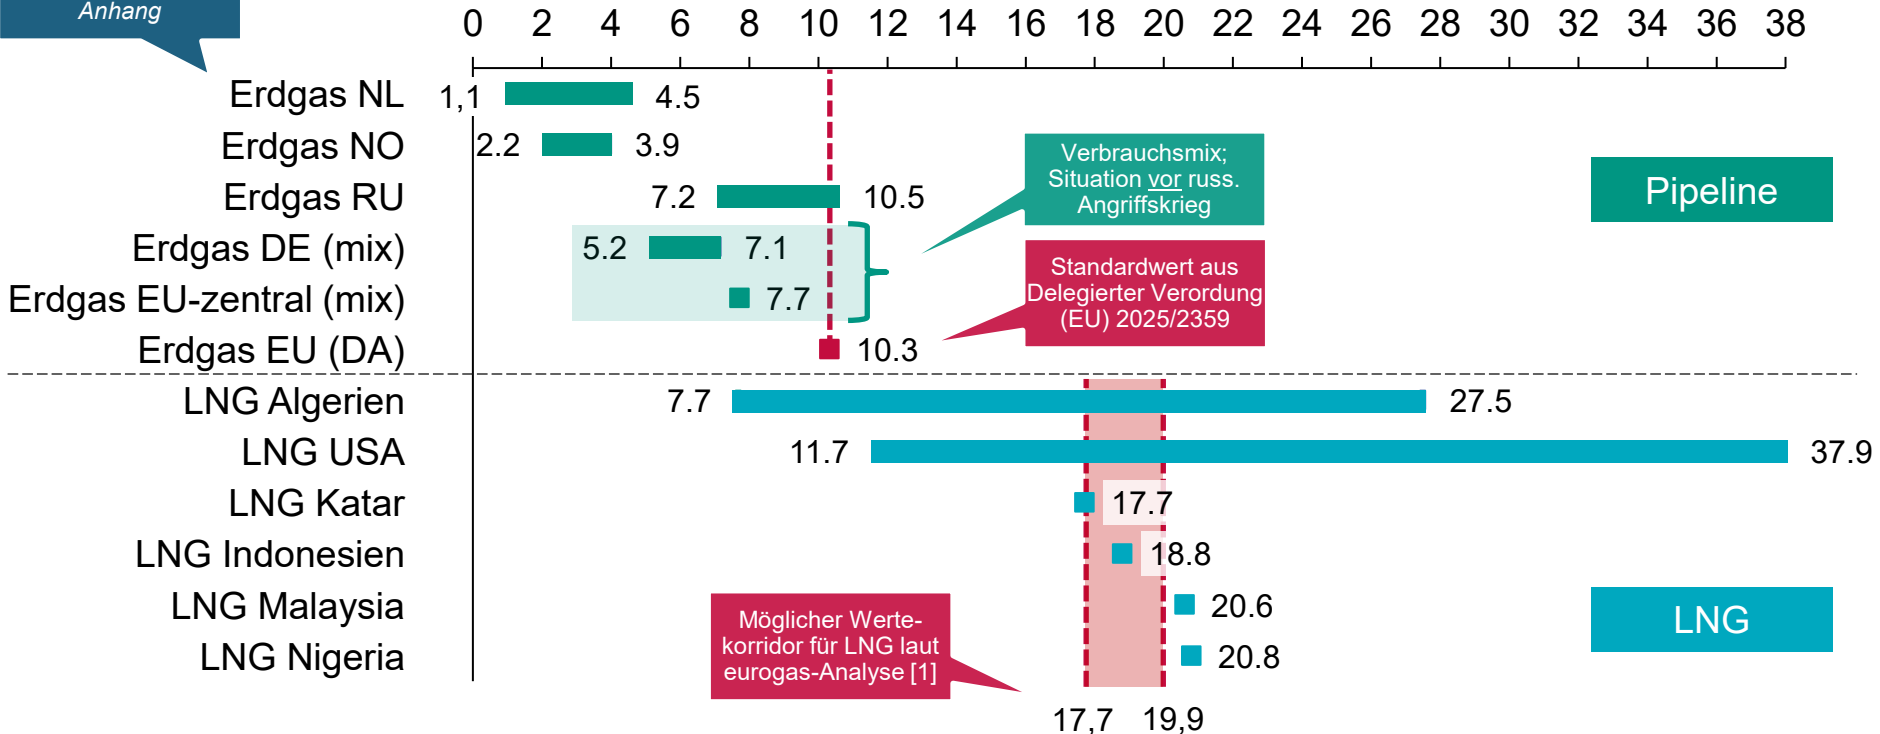 Anhang
0 2 4 6 8 10 12 14 16 18 20 22 24 26 28 30 32 34 36 38
Erdgas NL 1,1 4.5
Erdgas NO 2.2 3.9
Erdgas RU 7.2 10.5
Erdgas DE (mix) 5.2 7.1
Erdgas EU-zentral (mix) 7.7
Erdgas EU (DA) 10.3
Verbrauchsmix;
Situation vor russ.
Angriffskrieg
Standardwert aus
Delegierter Verordung
(EU) 2025/2359
Pipeline
LNG Algerien 7.7 27.5
LNG USA 11.7 37.9
LNG Katar 17.7
LNG Indonesien 18.8
LNG Malaysia 20.6
LNG Nigeria 20.8
Möglicher Werte-
korridor für LNG laut
eurogas-Analyse [1]
LNG
17,7 19,9